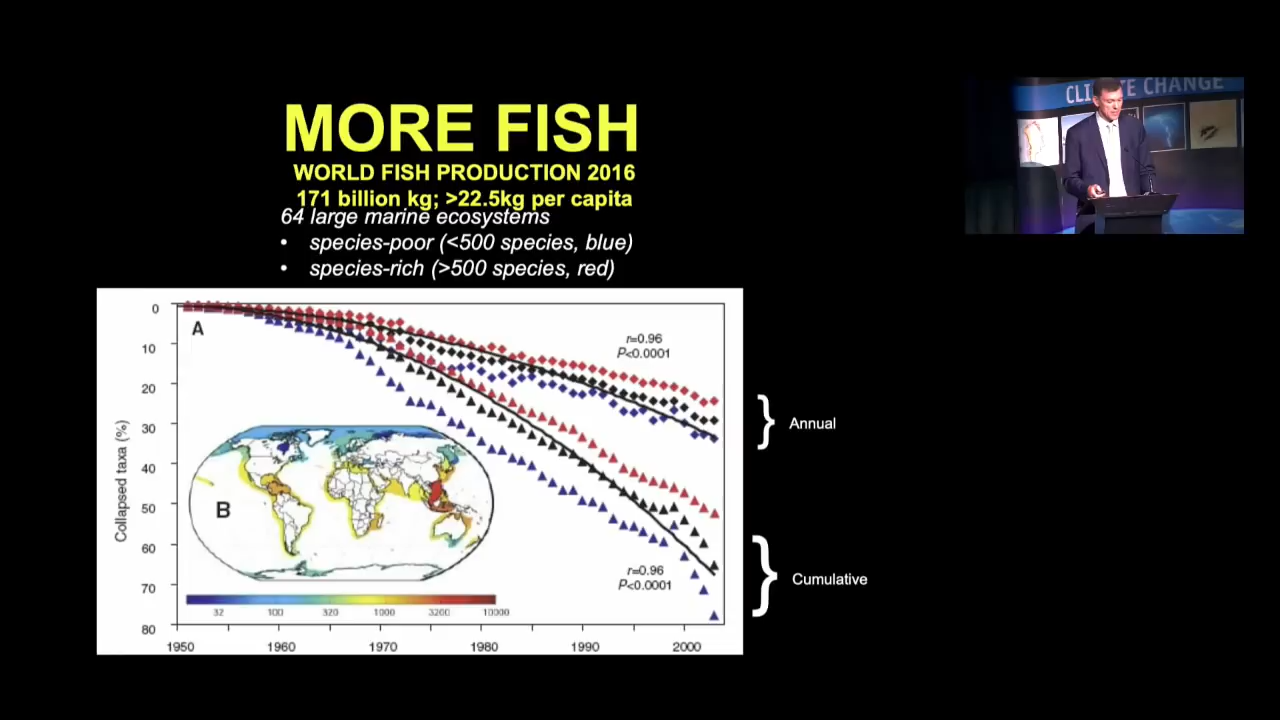 MORE FISH
WORLD FISH PRODUCTION 2016
171 billion kg; >22.5kg per capita
64 large marine ecosystems
• species-poor (<500 species, blue)
• species-rich (>500 species, red)
CHANGE
A
r=0.96
P<0.0001
B
r=0.96
P<0.0001
Collapsed taxa (%)
0
10
20
30
40
50
60
70
80
32 100 320 1000 3200 10000
1950 1960 1970 1980 1990 2000
} Annual
} Cumulative